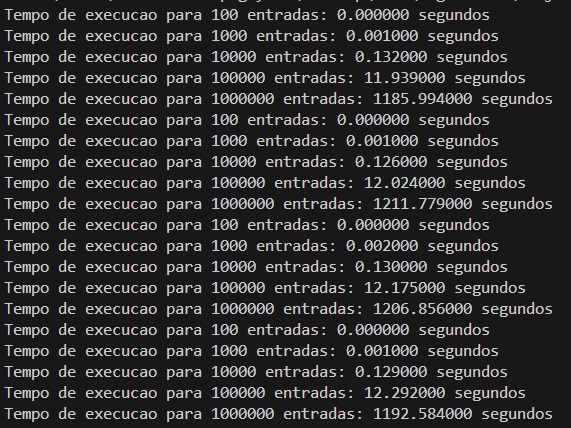 Tempo de execucao para 100 entradas: 0.000000 segundos
Tempo de execucao para 1000 entradas: 0.001000 segundos
Tempo de execucao para 10000 entradas: 0.132000 segundos
Tempo de execucao para 100000 entradas: 11.939000 segundos
Tempo de execucao para 1000000 entradas: 1185.994000 segundos
Tempo de execucao para 100 entradas: 0.000000 segundos
Tempo de execucao para 1000 entradas: 0.001000 segundos
Tempo de execucao para 10000 entradas: 0.126000 segundos
Tempo de execucao para 100000 entradas: 12.024000 segundos
Tempo de execucao para 1000000 entradas: 1211.779000 segundos
Tempo de execucao para 100 entradas: 0.000000 segundos
Tempo de execucao para 1000 entradas: 0.002000 segundos
Tempo de execucao para 10000 entradas: 0.130000 segundos
Tempo de execucao para 100000 entradas: 12.175000 segundos
Tempo de execucao para 1000000 entradas: 1206.856000 segundos
Tempo de execucao para 100 entradas: 0.000000 segundos
Tempo de execucao para 1000 entradas: 0.001000 segundos
Tempo de execucao para 10000 entradas: 0.129000 segundos
Tempo de execucao para 100000 entradas: 12.292000 segundos
Tempo de execucao para 1000000 entradas: 1192.584000 segundos